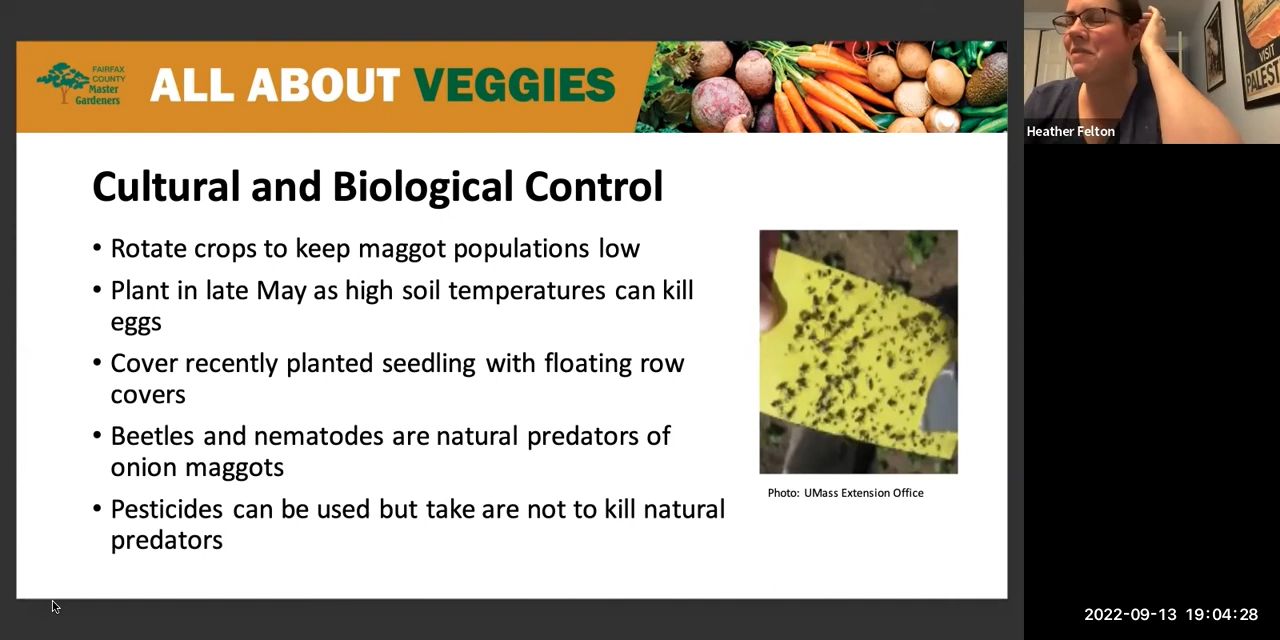 FAIRFAX
COUNTY
Master
Gardeners
ALL ABOUT VEGGIES
Cultural and Biological Control
• Rotate crops to keep maggot populations low
• Plant in late May as high soil temperatures can kill
eggs
• Cover recently planted seedling with floating row
covers
• Beetles and nematodes are natural predators of
onion maggots
• Pesticides can be used but take are not to kill natural
predators
Photo: UMass Extension Office
VISIT
Heather Felton
2022-09-13 19:04:28